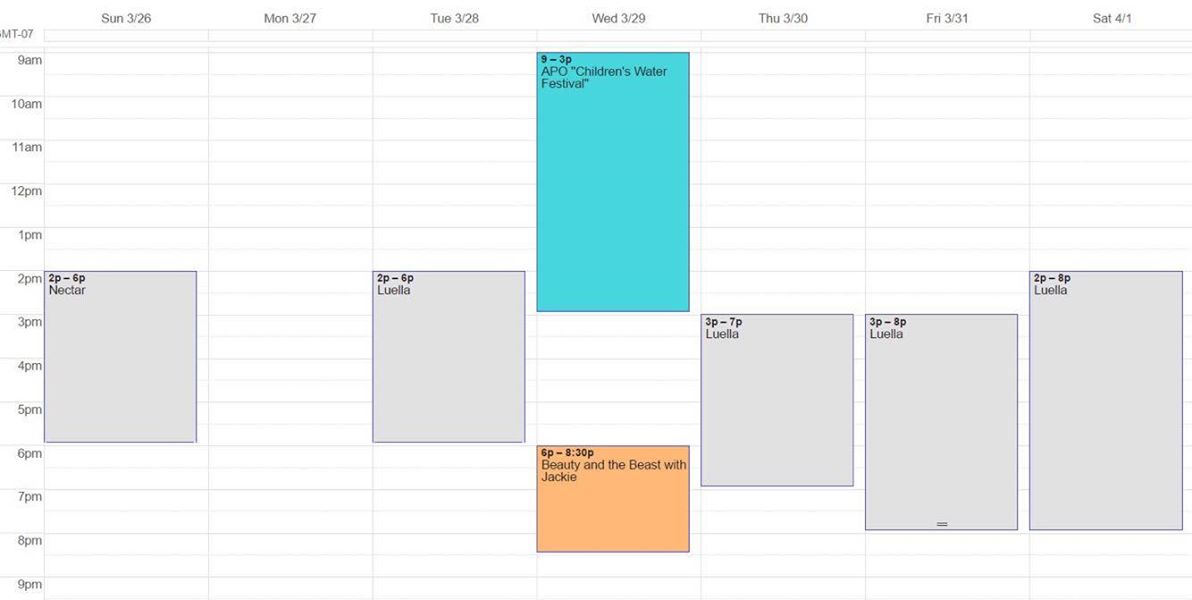 Sun 3/26
Mon 3/27
Tue 3/28
Wed 3/29
Thu 3/30
Fri 3/31
Sat 4/1
MT-07
9am
10am
11am
12pm
1pm
2pm
3pm
4pm
5pm
6pm
7pm
8pm
9pm
2p – 6p
Nectar
2p – 6p
Luella
9 – 3p
APO "Children's Water
Festival"
6p – 8:30p
Beauty and the Beast with
Jackie
3p – 7p
Luella
3p – 8p
Luella
2p – 8p
Luella